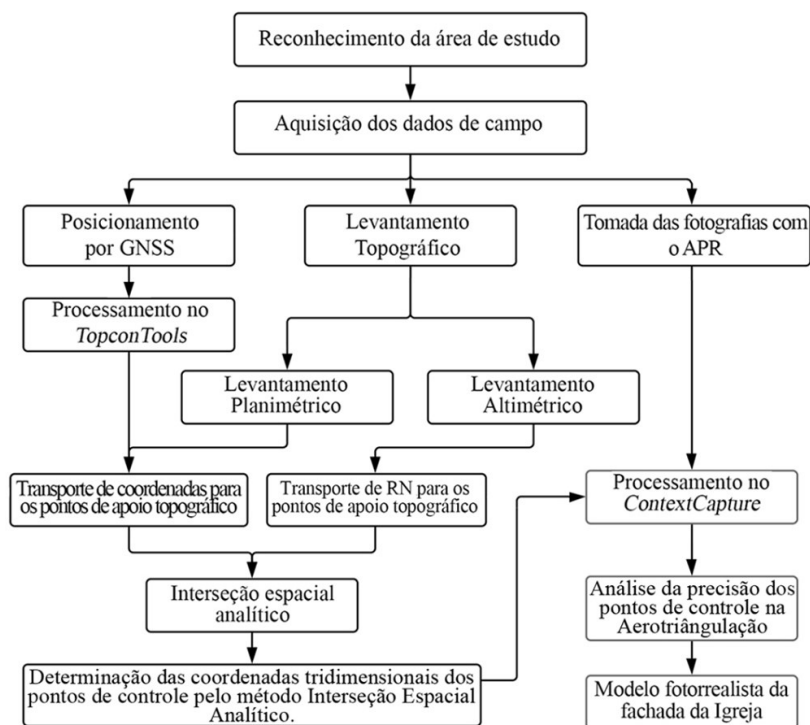 Reconhecimento da área de estudo
Aquisição dos dados de campo
Posicionamento
por GNSS
Levantamento
Topográfico
Tomada das fotografias com
o APR
Processamento no
TopconTools
Levantamento
Planimétrico
Levantamento
Altimétrico
Transporte de coordenadas para
os pontos de apoio topográfico
Transporte de RN para os
pontos de apoio topográfico
Processamento no
ContextCapture
Interseção espacial
analítico
Análise da precisão dos
pontos de controle na
Aerotriângulação
Determinação das coordenadas tridimensionais dos
pontos de controle pelo método Interseção Espacial
Analítico.
Modelo fotorrealista da
fachada da Igreja